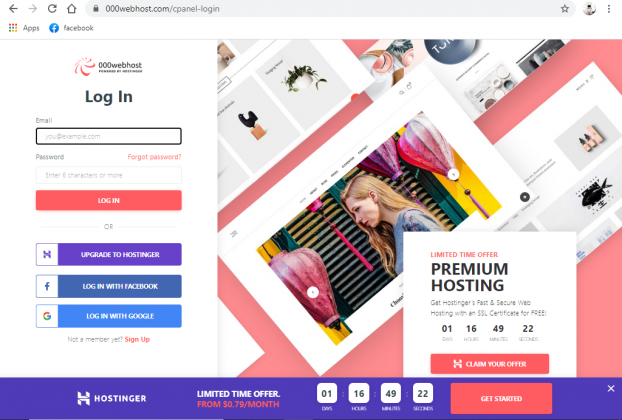 000webhost.com/cpanel-login
Apps
facebook
000webhost
POWERED BY HOSTINGER
Log In
Email
you@example.com
Password
Forgot password?
Enter 6 characters or more
LOG IN
OR
UPGRADE TO HOSTINGER
LOG IN WITH FACEBOOK
LOG IN WITH GOOGLE
Not a member yet? Sign Up
LIMITED TIME OFFER
PREMIUM
HOSTING
Get Hostinger's Fast & Secure Web
Hosting with an SSL Certificate for FREE!
01 16 49 22
DAYS HOURS MINUTES SECONDS
CLAIM YOUR OFFER
HOSTINGER
LIMITED TIME OFFER.
FROM $0.79/MONTH
01 : 16 : 49 : 22
DAYS HOURS MINUTES SECONDS
GET STARTED